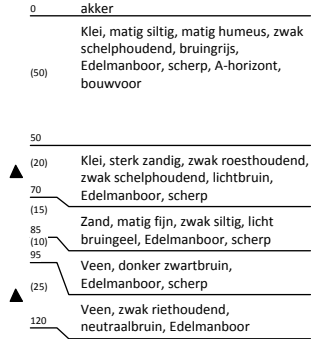 0 akker
Klei, matig siltig, matig humeus, zwak
schelphoudend, bruingrijs,
Edelmanboor, scherp, A-horizont,
(50)
bouwvoor
50
(20) Klei, sterk zandig, zwak roesthoudend,
zwak schelphoudend, lichtbruin,
70 Edelmanboor, scherp
(15)
Zand, matig fijn, zwak siltig, licht
85
(10) bruingeel, Edelmanboor, scherp
95
Veen, donker zwartbruin,
(25) Edelmanboor, scherp
Veen, zwak riethoudend,
120 neutraalbruin, Edelmanboor